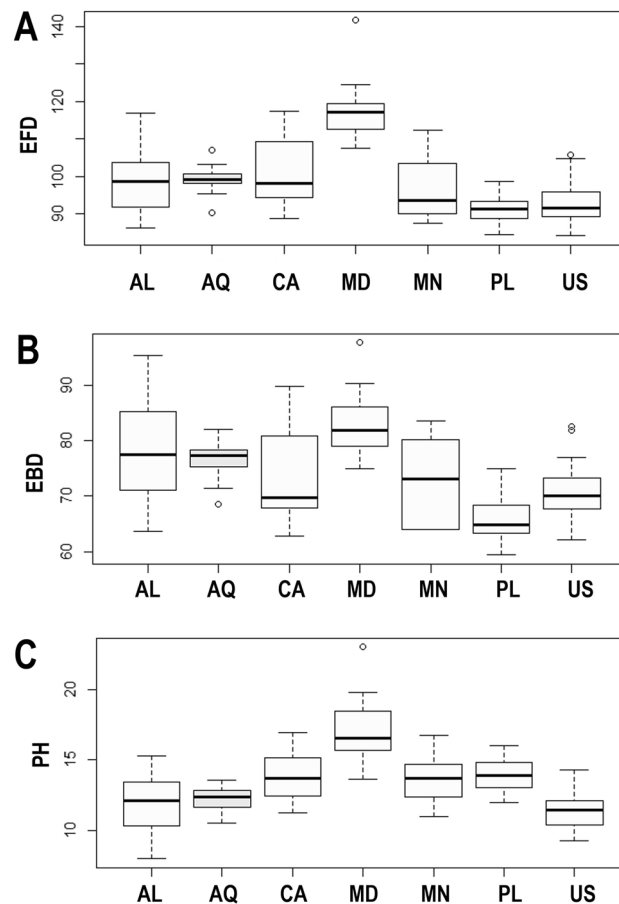 A
EFD
140
120
100
90
AL AQ CA MD MN PL US
B
EBD
90
80
70
60
AL AQ CA MD MN PL US
C
PH
20
15
10
AL AQ CA MD MN PL US